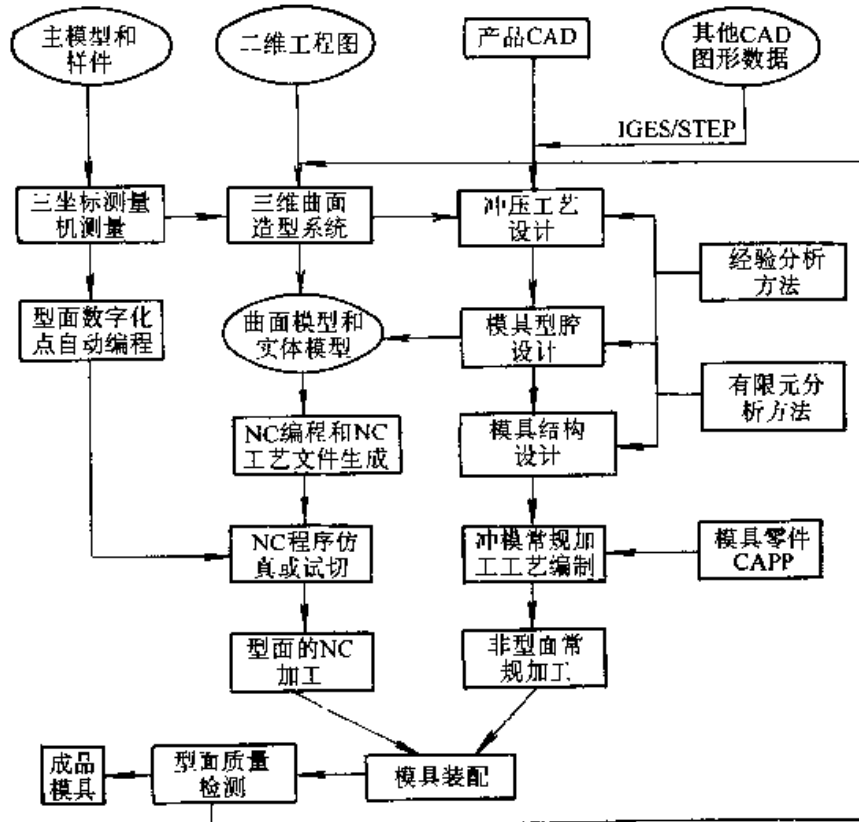 主模型和
样件
二维工程图
产品CAD
其他CAD
图形数据
IGES/STEP
三坐标测量
机测量
三维曲面
造型系统
冲压工艺
设计
经验分析
方法
型面数字化
点自动编程
曲面模型和
实体模型
模具型腔
设计
有限元分
析方法
NC编程和NC
工艺文件生成
模具结构
设计
NC程序仿
真或试切
冲模常规加
工工艺编制
模具零件
CAPP
型面的NC
加工
非型面常
规加工
成品
模具
型面质量
检测
模具装配